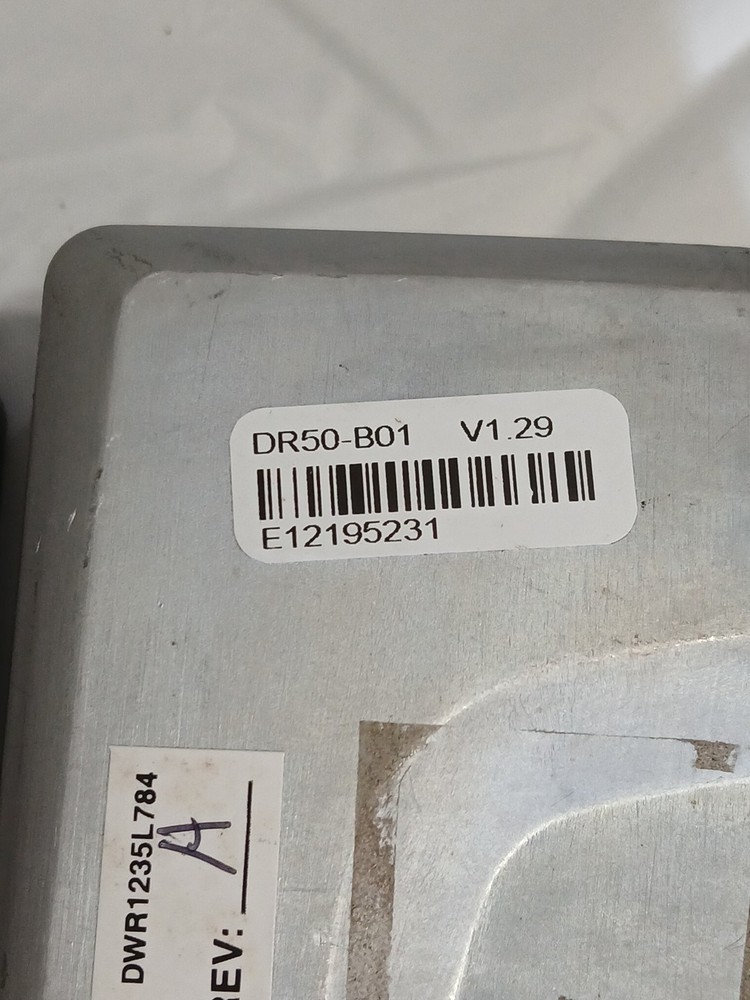 DR50-B01 V1.29
E12195231
DWR1235L784
REV: A